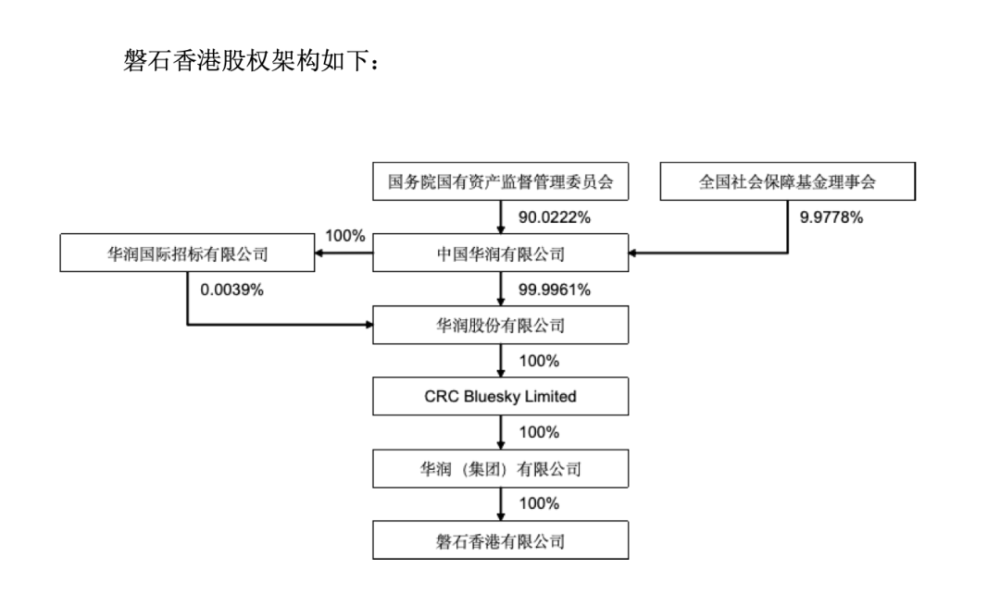 磐石香港股权架构如下：
国务院国有资产监督管理委员会
全国社会保障基金理事会
90.0222%
9.9778%
100%
华润国际招标有限公司
中国华润有限公司
0.0039%
99.9961%
华润股份有限公司
100%
CRC Bluesky Limited
100%
华润（集团）有限公司
100%
磐石香港有限公司